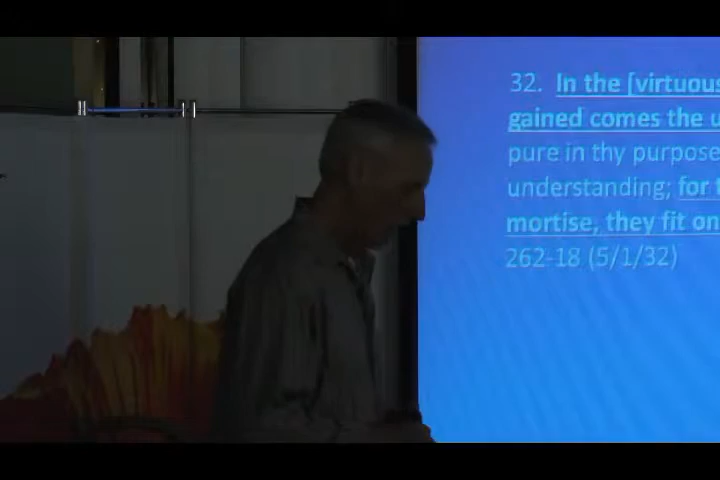 32. In the [virtuous
gained comes the u
pure in thy purpose
understanding; for t
mortise, they fit on
262-18 (5/1/32)